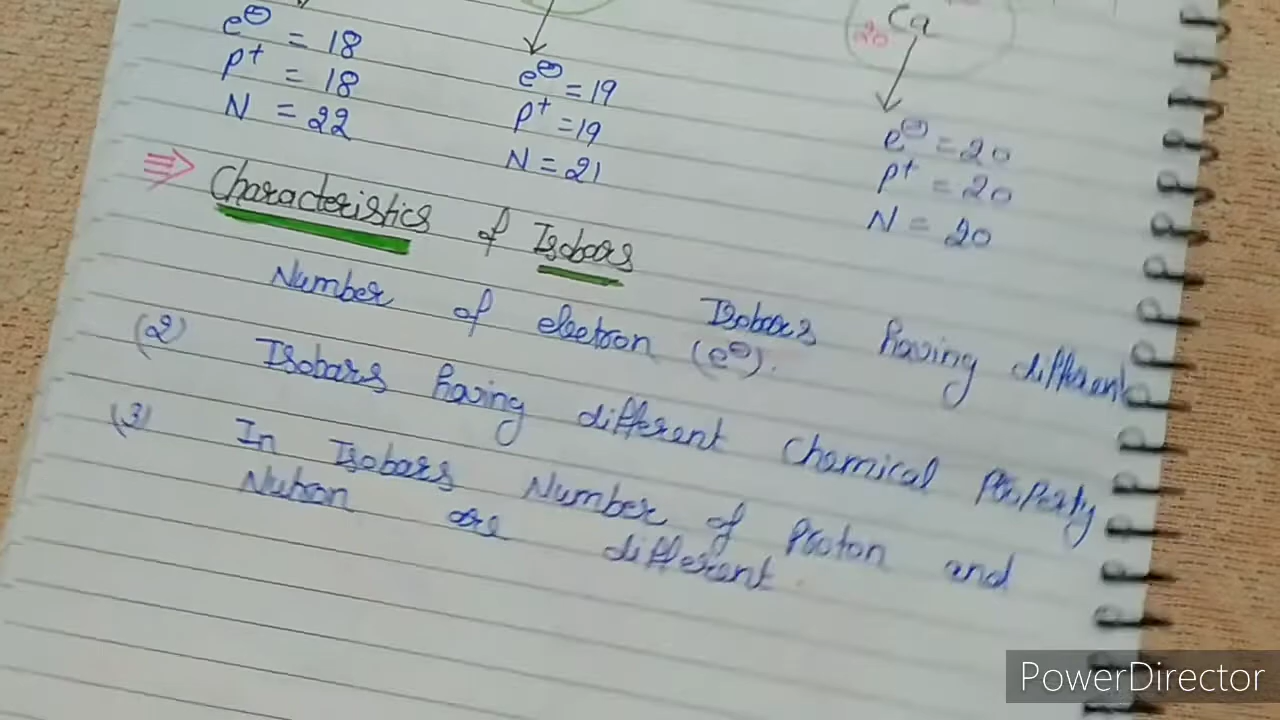 e⊖ = 18
p+ = 18
N = 22
e⊖ = 19
p+ = 19
N = 21
Ca
20
e⊖ = 20
p+ = 20
N = 20
⇛ Characteristics of Isobars
Isobars having different
Number of electron (e⊖).
(2) Isobars having different chemical Property
(3) In Isobars Number of Proton and
Nutron are different.
PowerDirector